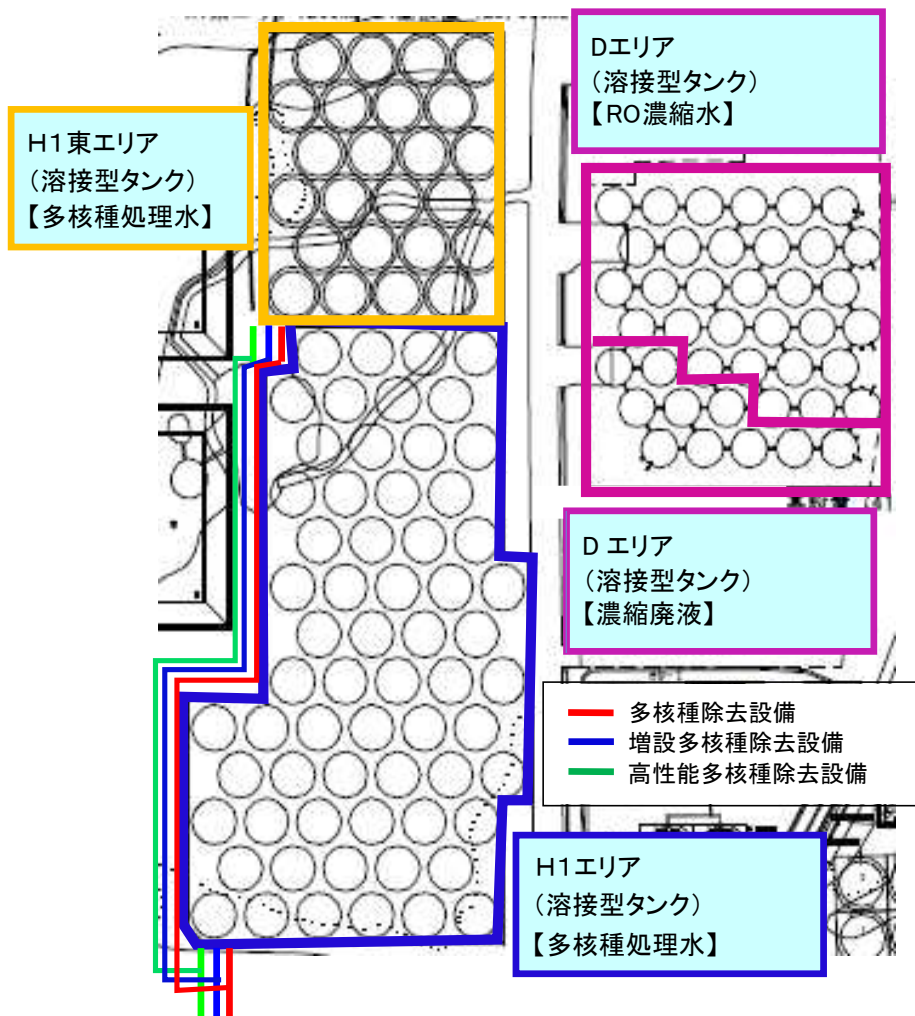 Dエリア
（溶接型タンク）
【RO濃縮水】
H1東エリア
（溶接型タンク）
【多核種処理水】
D エリア
（溶接型タンク）
【濃縮廃液】
多核種除去設備
増設多核種除去設備
高性能多核種除去設備
H1エリア
（溶接型タンク）
【多核種処理水】